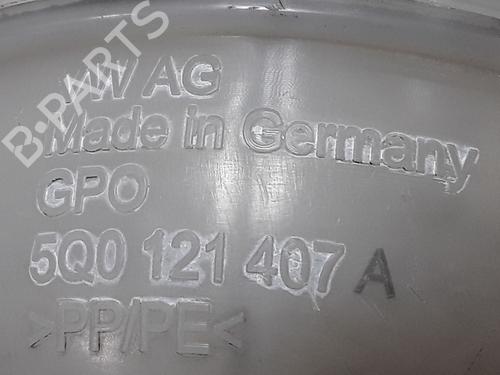 B-PARTS
VW AG
Made in Germany
GPO
5Q0 121 407 A
>PP/PE<